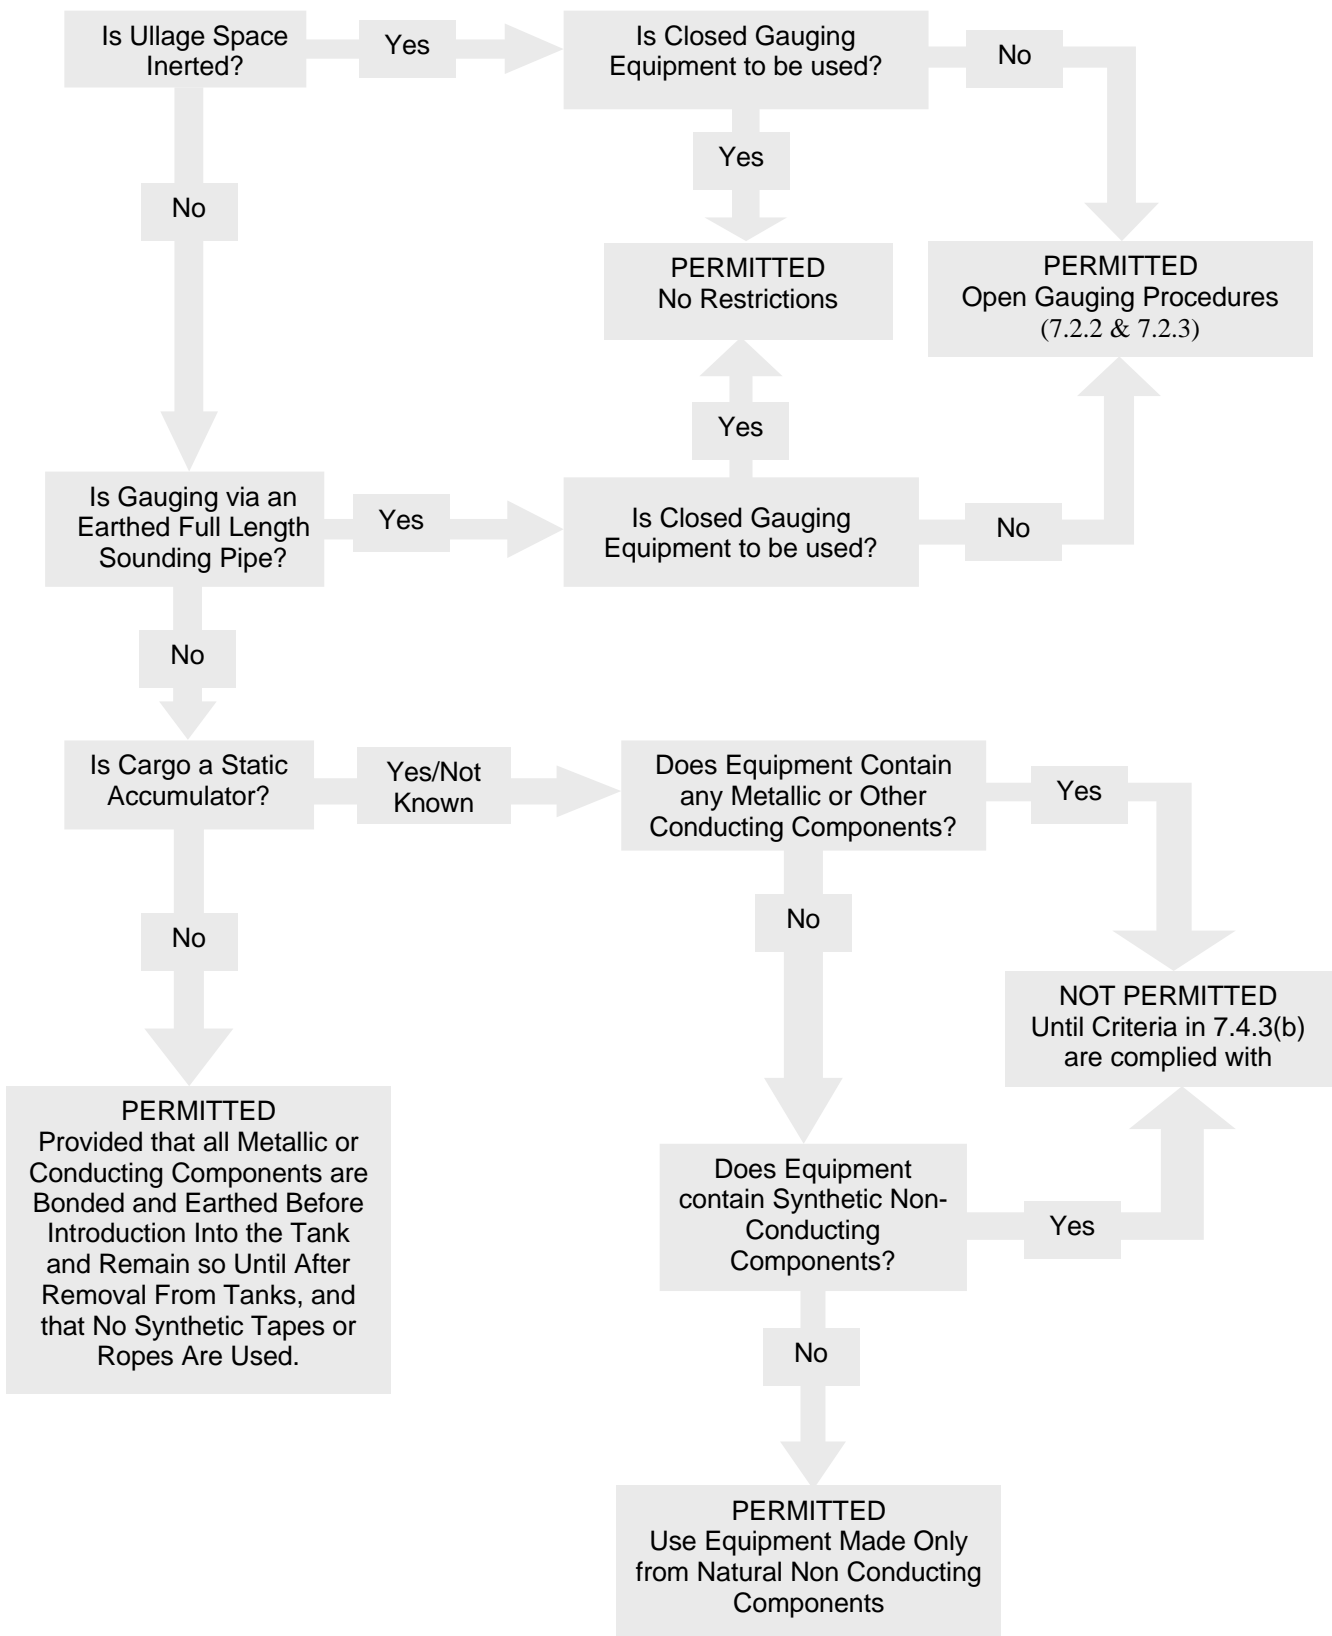 Is Ullage Space
Inerted?
Yes
Is Closed Gauging
Equipment to be used?
No
Yes
No
PERMITTED
No Restrictions
PERMITTED
Open Gauging Procedures
(7.2.2 & 7.2.3)
Yes
Is Gauging via an
Earthed Full Length
Sounding Pipe?
Yes
Is Closed Gauging
Equipment to be used?
No
No
Is Cargo a Static
Accumulator?
Yes/Not
Known
Does Equipment Contain
any Metallic or Other
Conducting Components?
Yes
No
No
NOT PERMITTED
Until Criteria in 7.4.3(b)
are complied with
PERMITTED
Provided that all Metallic or
Conducting Components are
Bonded and Earthed Before
Introduction Into the Tank
and Remain so Until After
Removal From Tanks, and
that No Synthetic Tapes or
Ropes Are Used.
Does Equipment
contain Synthetic Non-
Conducting
Components?
Yes
No
PERMITTED
Use Equipment Made Only
from Natural Non Conducting
Components